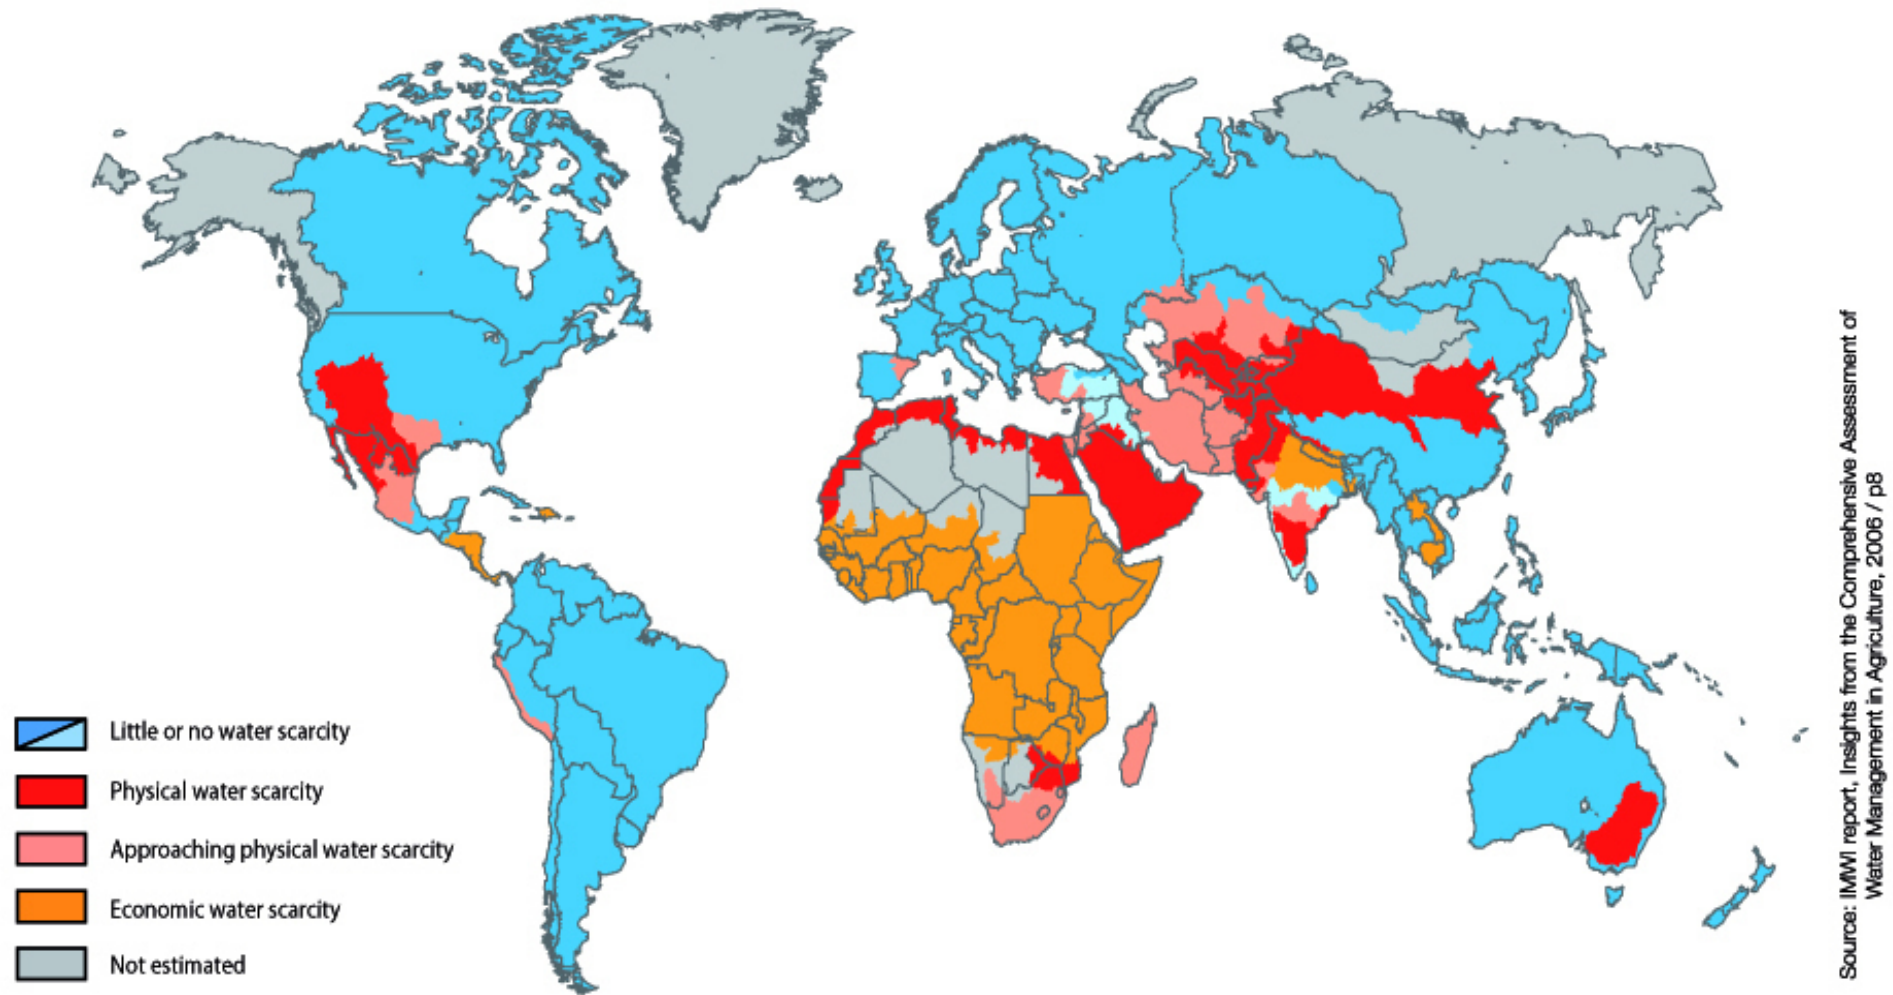 Little or no water scarcity
Physical water scarcity
Approaching physical water scarcity
Economic water scarcity
Not estimated
Source: IMWI report, Insights from the Comprehensive Assessment of
Water Management in Agriculture, 2006 / p8